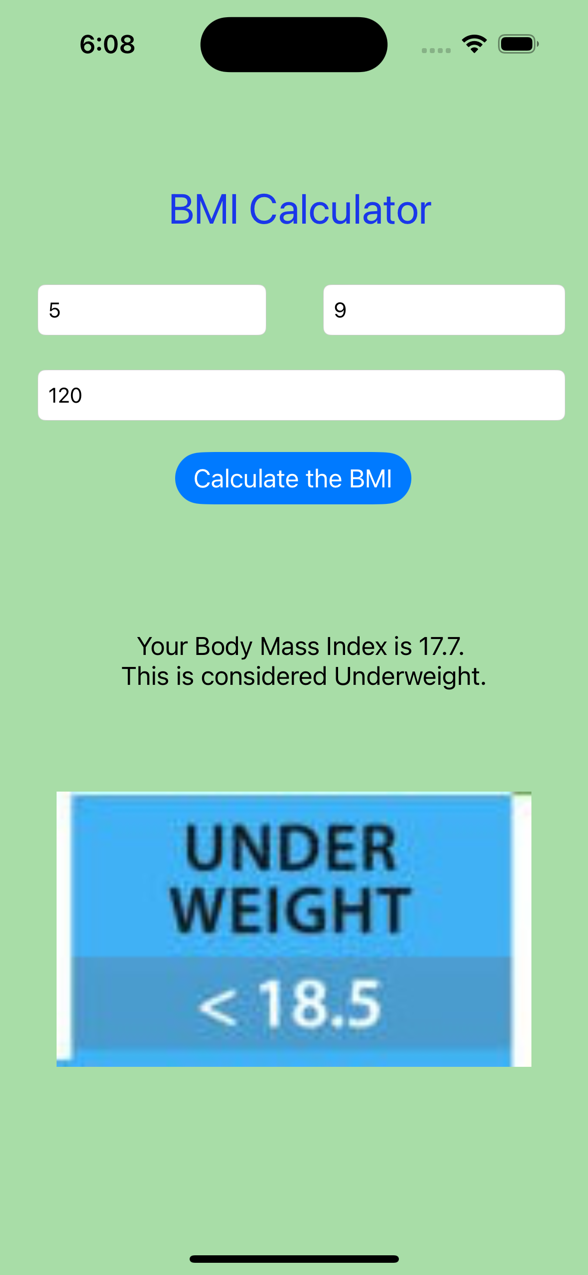 6:08
BMI Calculator
5
9
120
Calculate the BMI
Your Body Mass Index is 17.7.
This is considered Underweight.
UNDER
WEIGHT
< 18.5